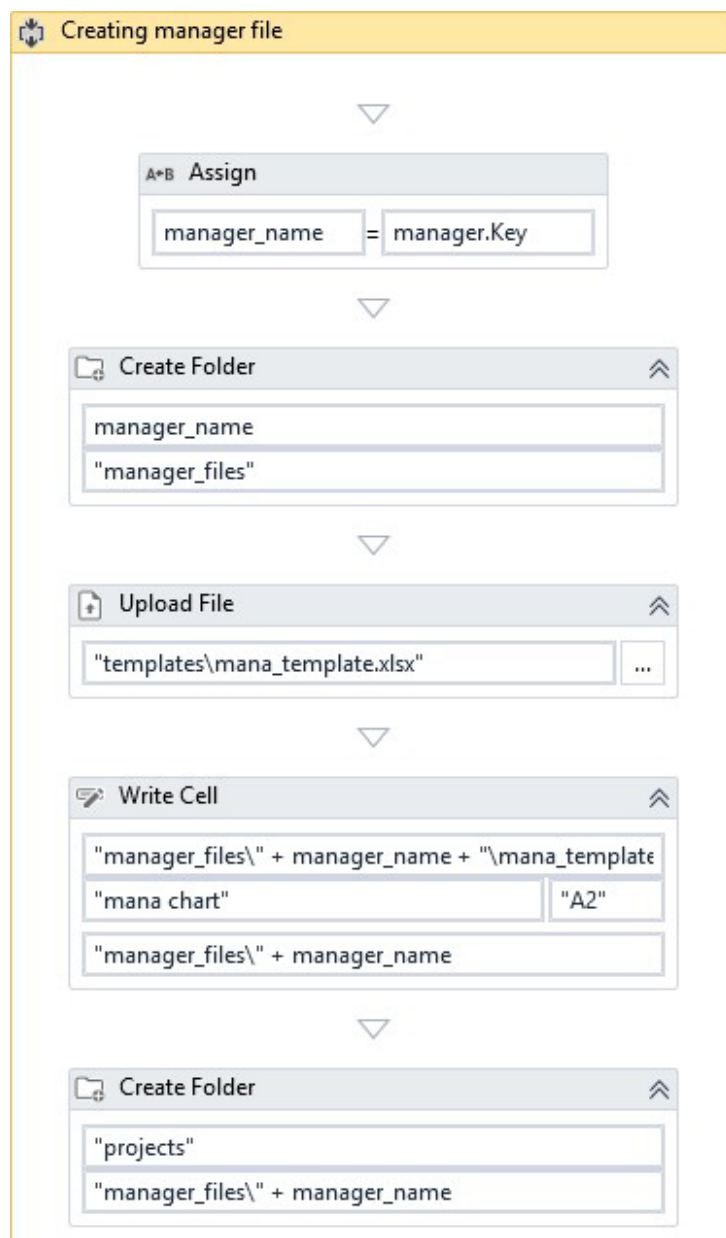 Creating manager file
A+B Assign
manager_name = manager.Key
Create Folder
manager_name
"manager_files"
Upload File
"templates\mana_template.xlsx" ...
Write Cell
"manager_files\" + manager_name + "\mana_template
"mana chart" "A2"
"manager_files\" + manager_name
Create Folder
"projects"
"manager_files\" + manager_name